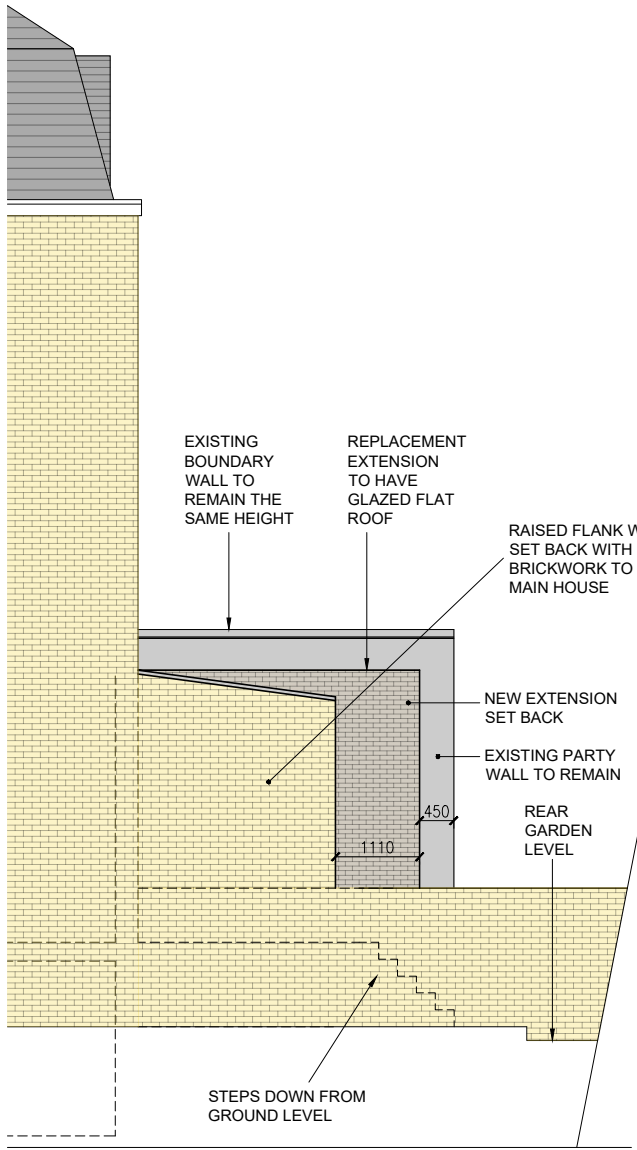 EXISTING
BOUNDARY
WALL TO
REMAIN THE
SAME HEIGHT
REPLACEMENT
EXTENSION
TO HAVE
GLAZED FLAT
ROOF
RAISED FLANK
SET BACK WITH
BRICKWORK TO
MAIN HOUSE
NEW EXTENSION
SET BACK
EXISTING PARTY
WALL TO REMAIN
450
1110
REAR
GARDEN
LEVEL
STEPS DOWN FROM
GROUND LEVEL